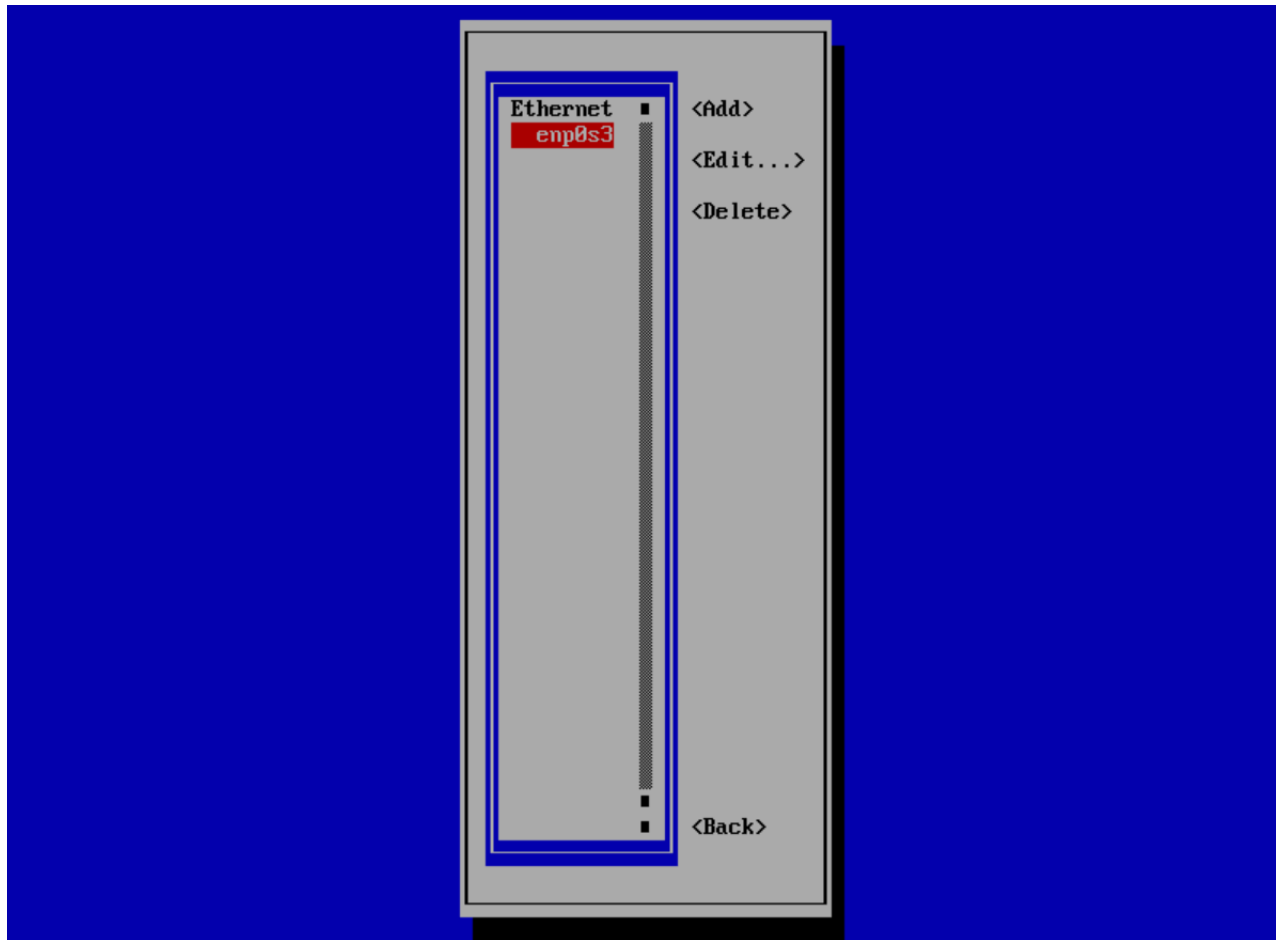 Ethernet
enp0s3
<Add>
<Edit...>
<Delete>
<Back>